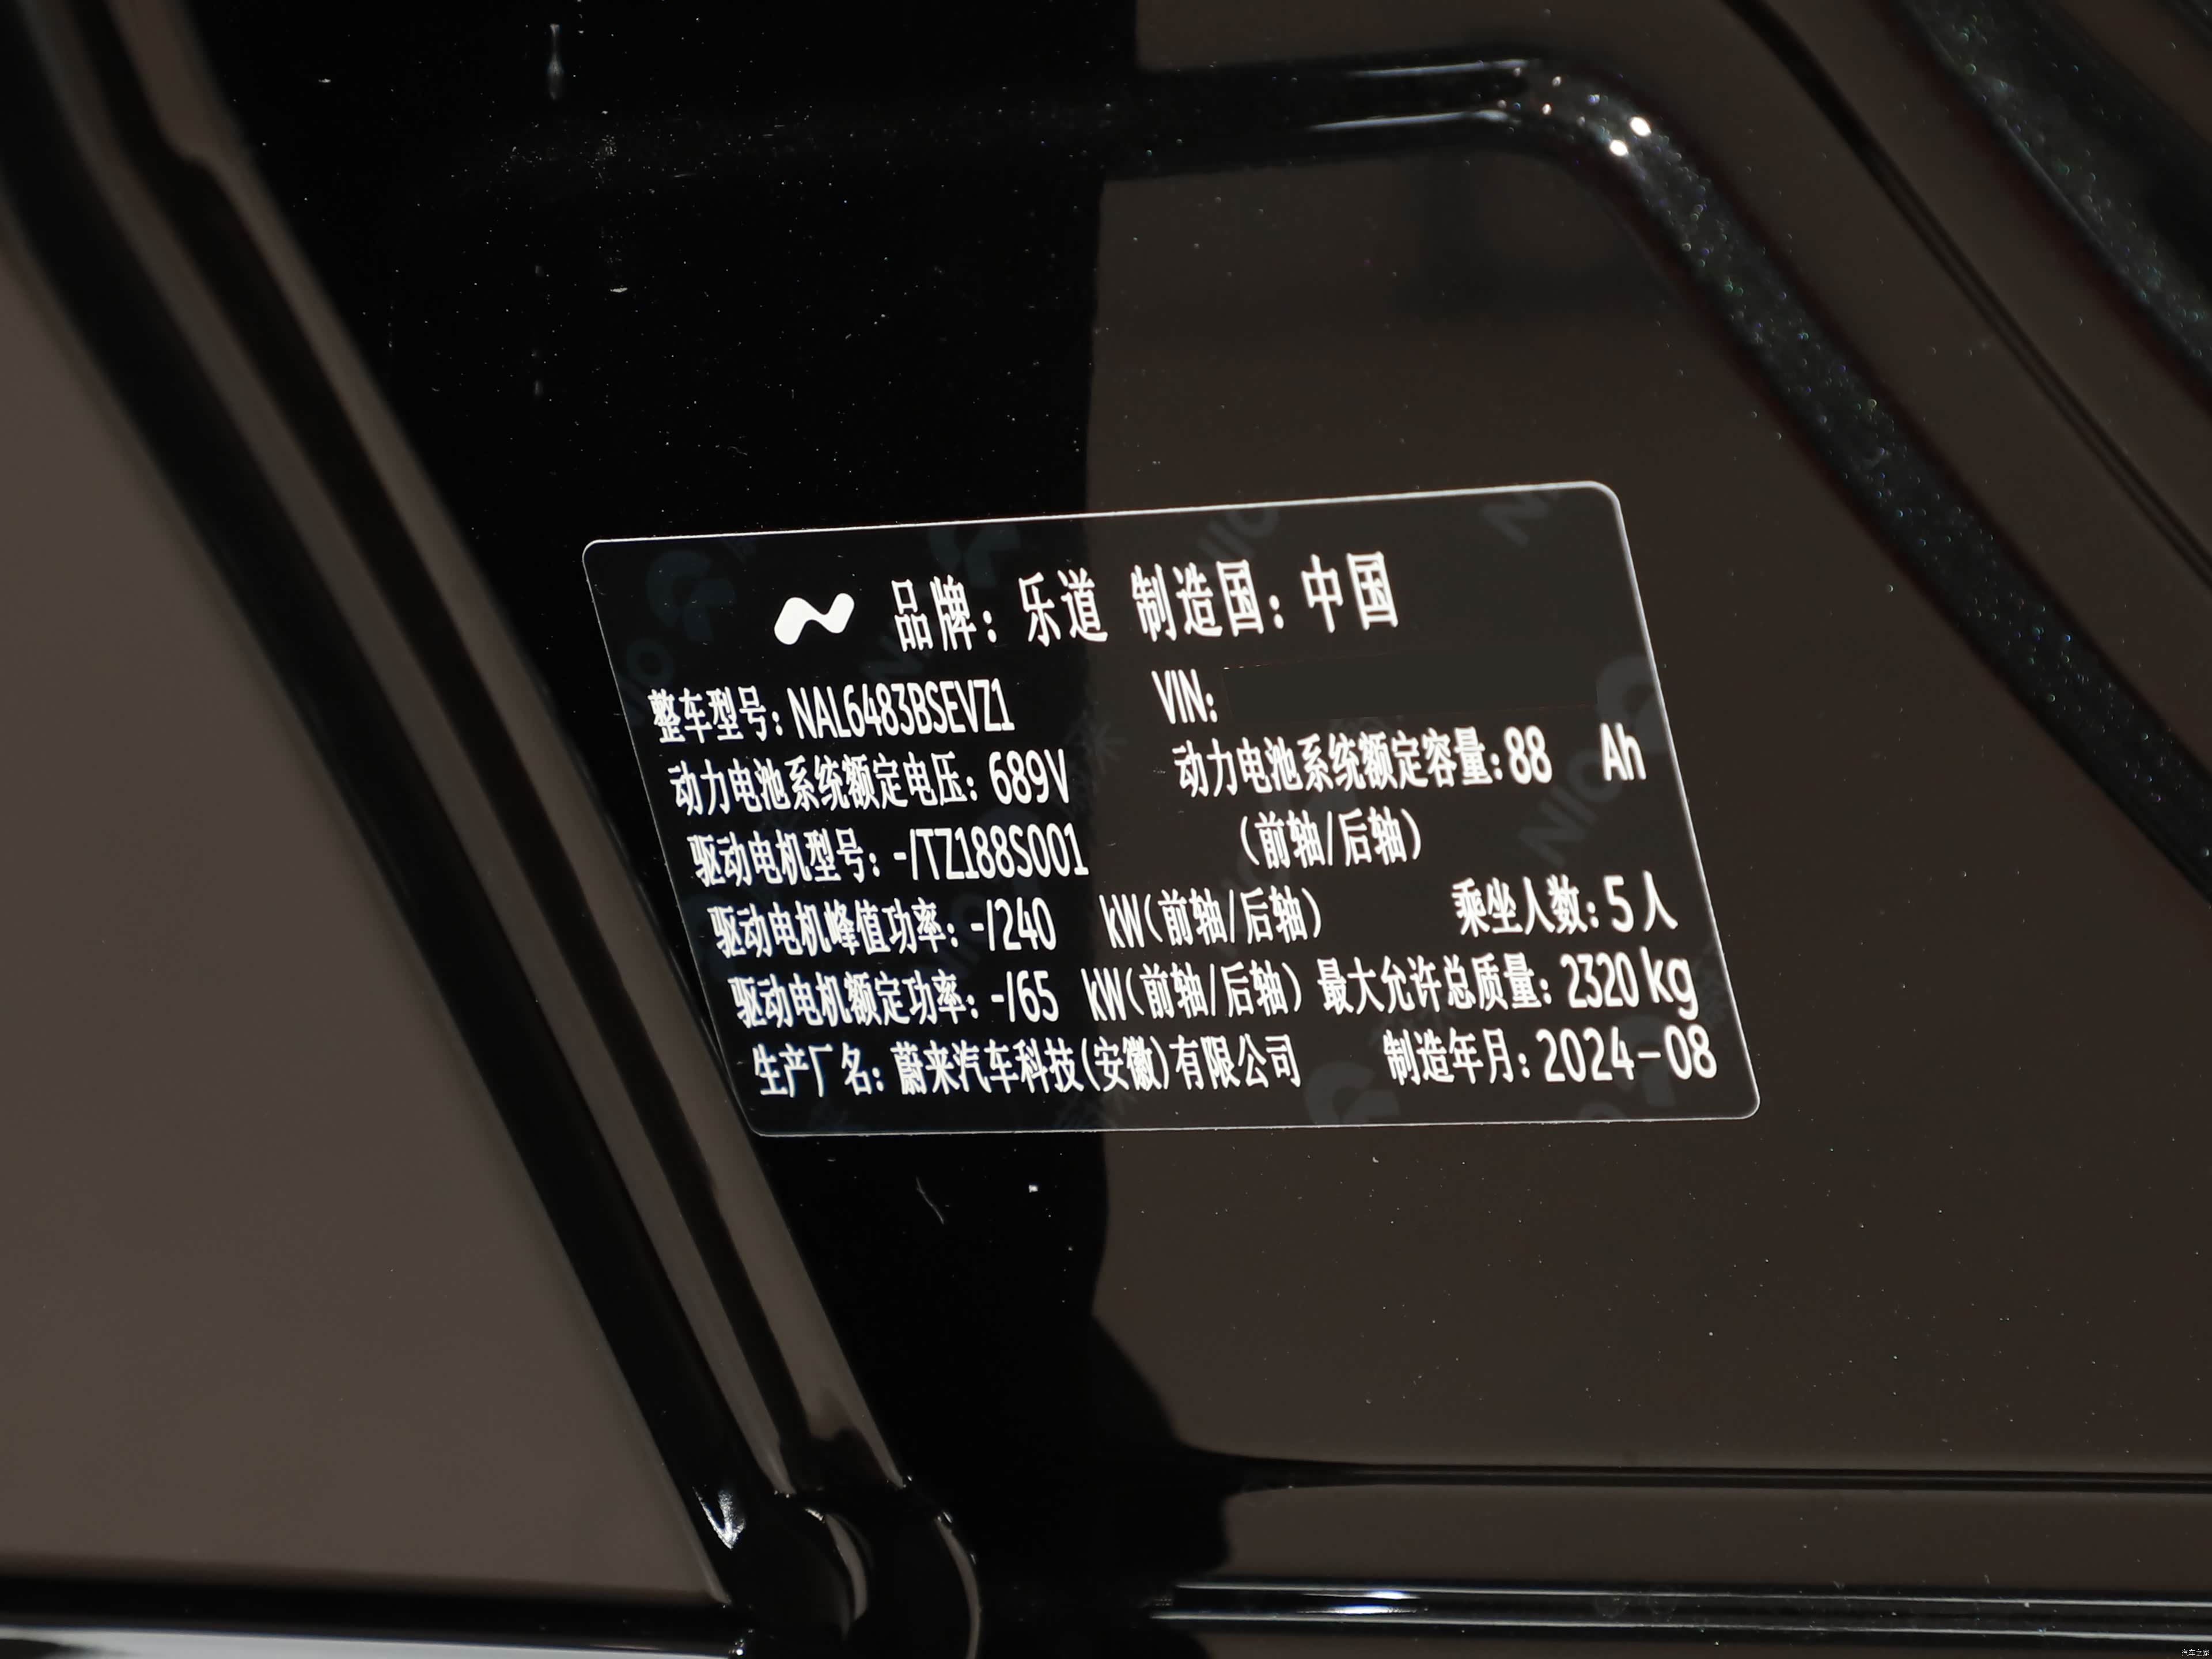 品牌：乐道 制造国：中国
整车型号：NAL6483BSEVZ1 VIN：
动力电池系统额定电压：689V 动力电池系统额定容量：88 Ah
驱动电机型号：-/TZ188S001 （前轴/后轴）
驱动电机峰值功率：-/240 kW（前轴/后轴） 乘坐人数：5人
驱动电机额定功率：-/65 kW（前轴/后轴） 最大允许总质量：2320 kg
生产厂名：蔚来汽车科技(安徽)有限公司 制造年月：2024-08
汽车之家